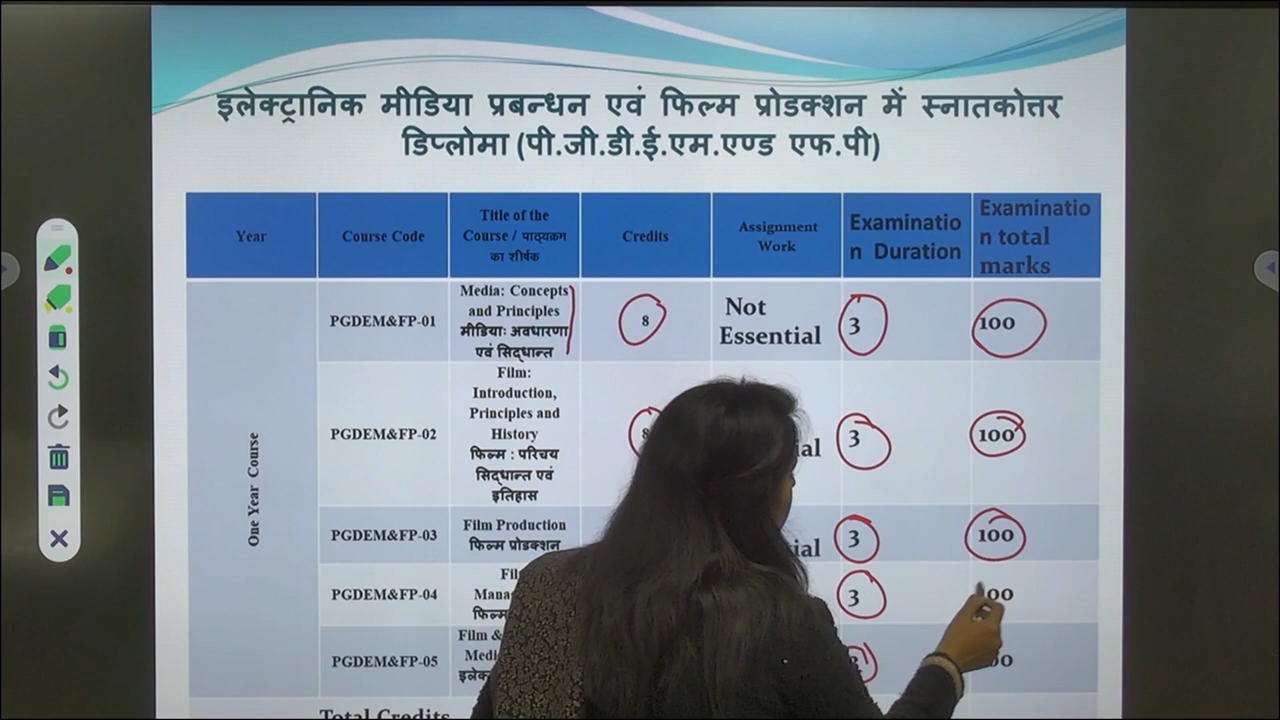 इलेक्ट्रानिक मीडिया प्रबन्धन एवं फिल्म प्रोडक्शन में स्नातकोत्तर
डिप्लोमा (पी.जी.डी.ई.एम.एण्ड एफ.पी)
Year
Course Code
Title of the
Course / पाठ्यक्रम
का शीर्षक
Credits
Assignment
Work
Examinatio
n Duration
Examinatio
n total
marks
One Year Course
PGDEM&FP-01
Media: Concepts
and Principles
मीडियाः अवधारणा
एवं सिद्धान्त
8
Not
Essential
3
100
PGDEM&FP-02
Film:
Introduction,
Principles and
History
फिल्म : परिचय
सिद्धान्त एवं
इतिहास
3
100
PGDEM&FP-03
Film Production
फिल्म प्रोडक्शन
3
100
PGDEM&FP-04
3
PGDEM&FP-05
Film &
Total Credits